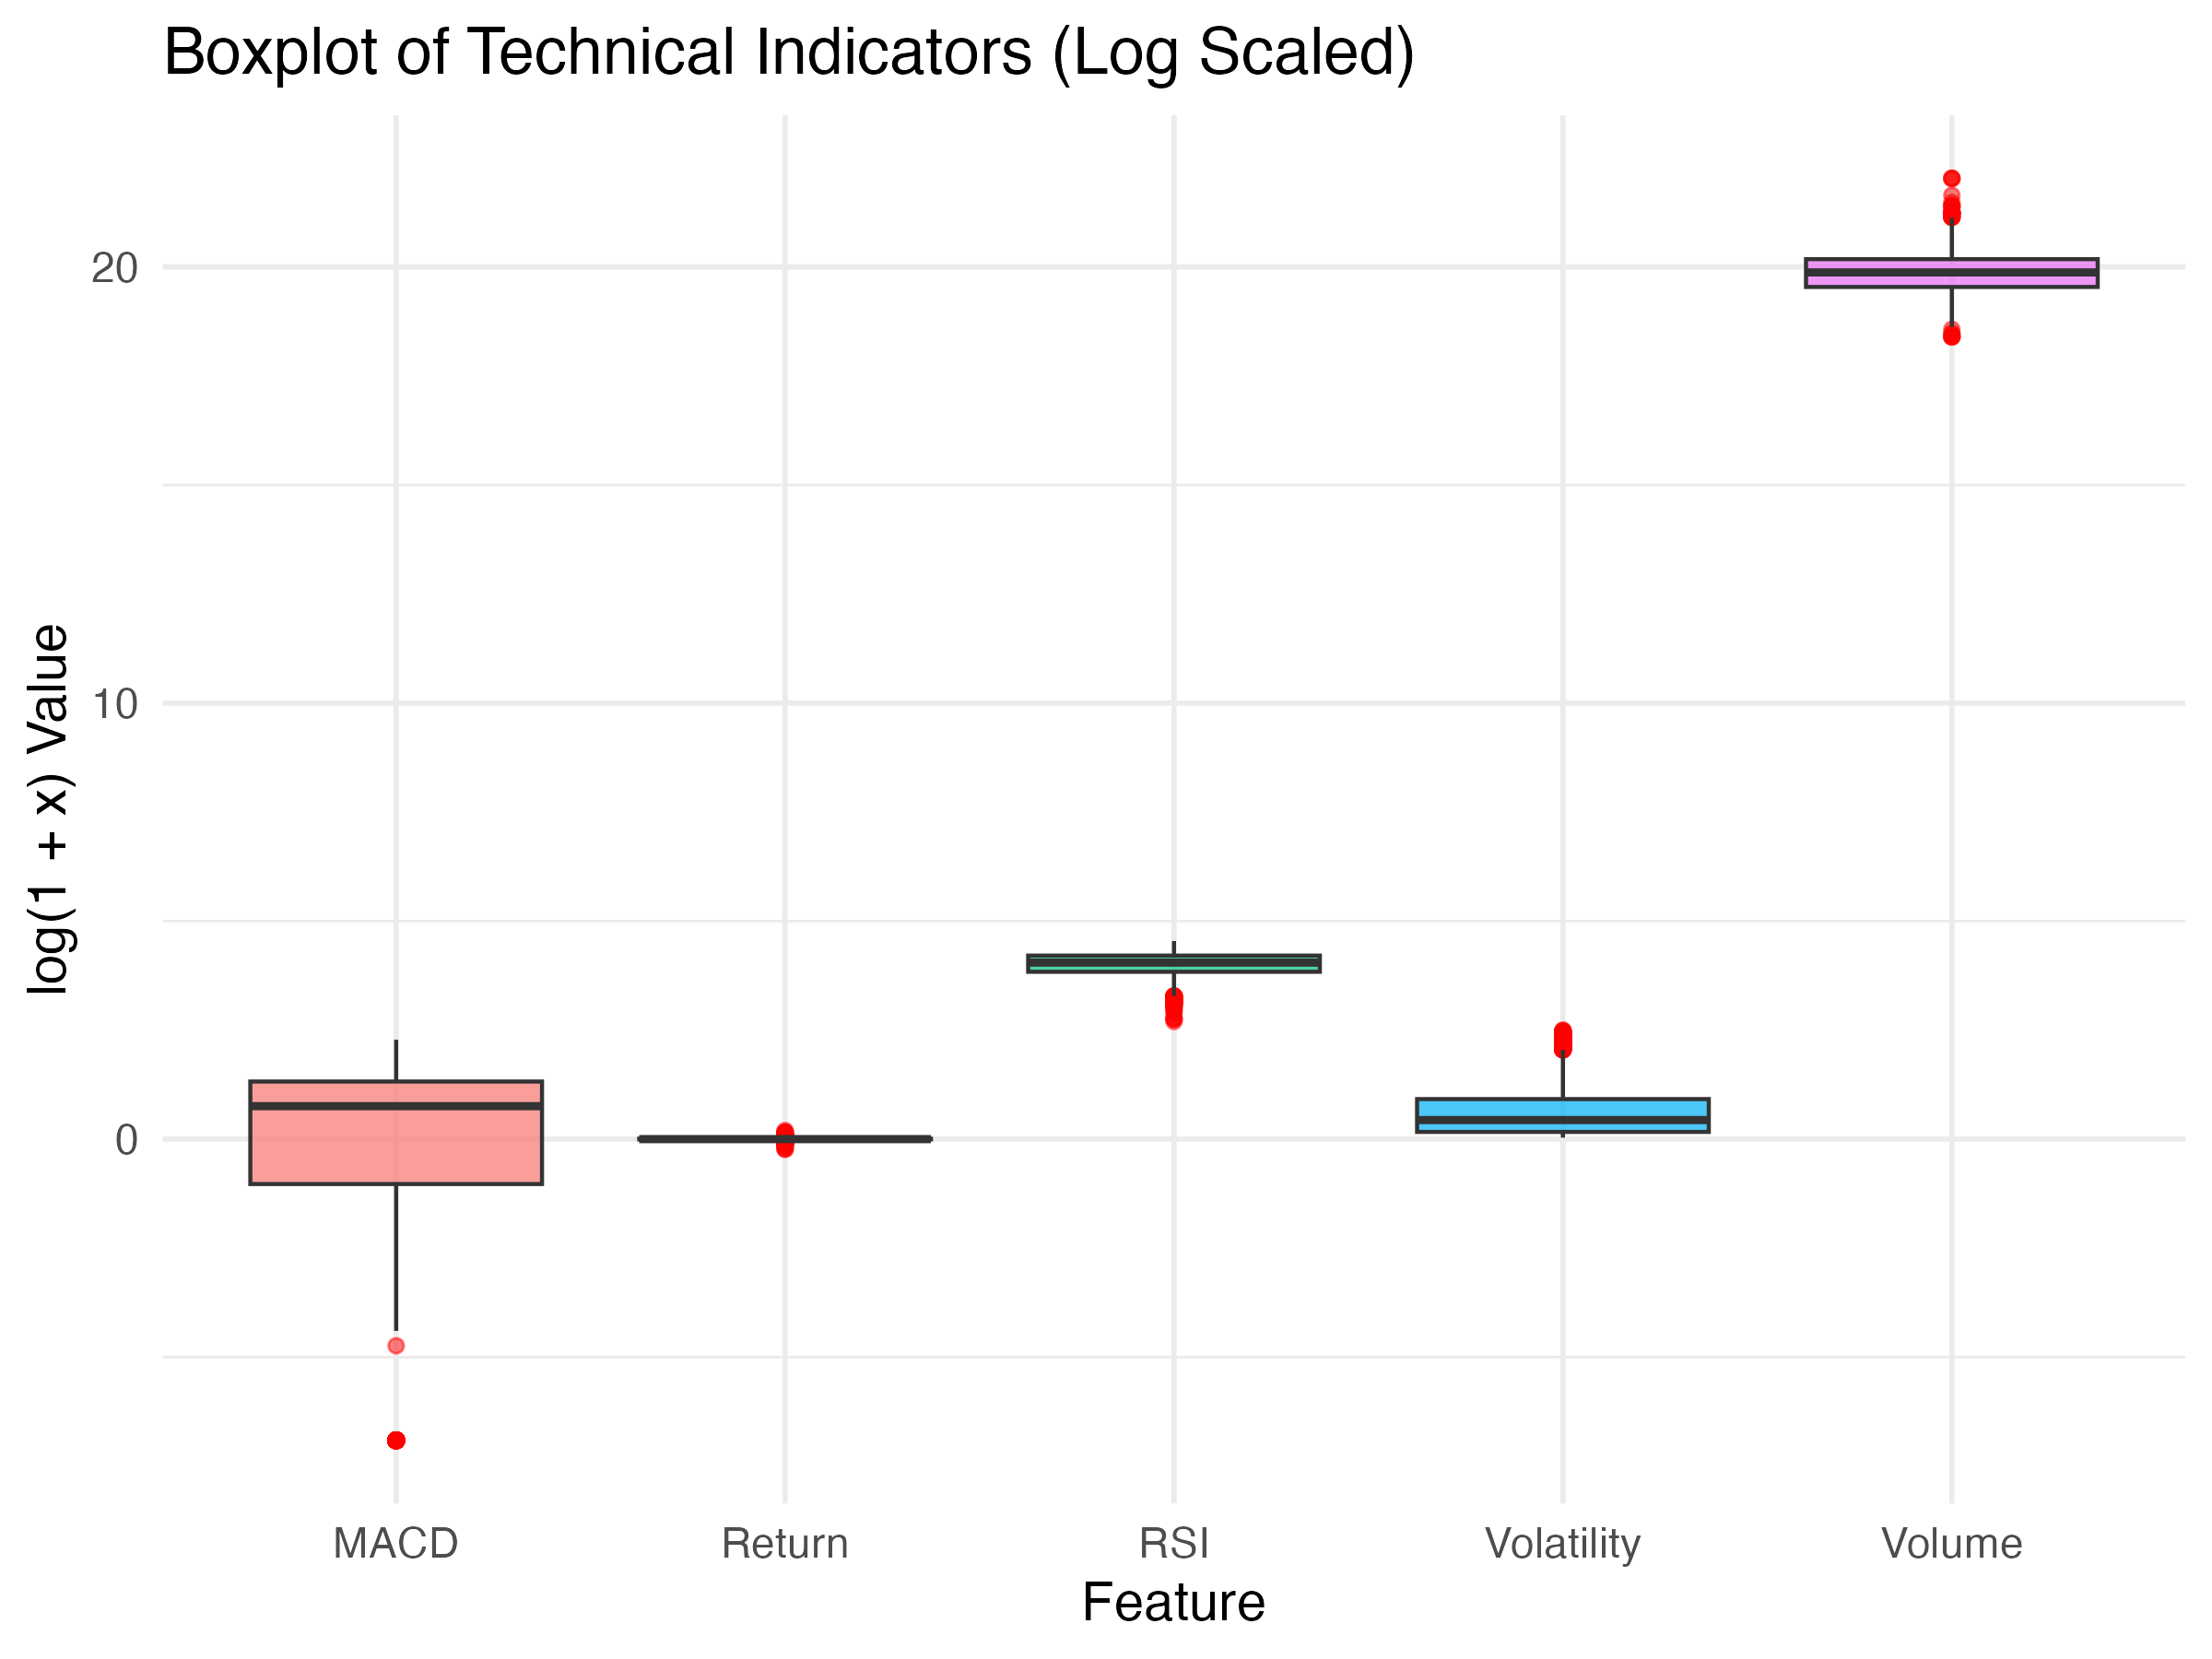 Boxplot of Technical Indicators (Log Scaled)
log(1 + x) Value
20
10
0
MACD Return RSI Volatility Volume
Feature